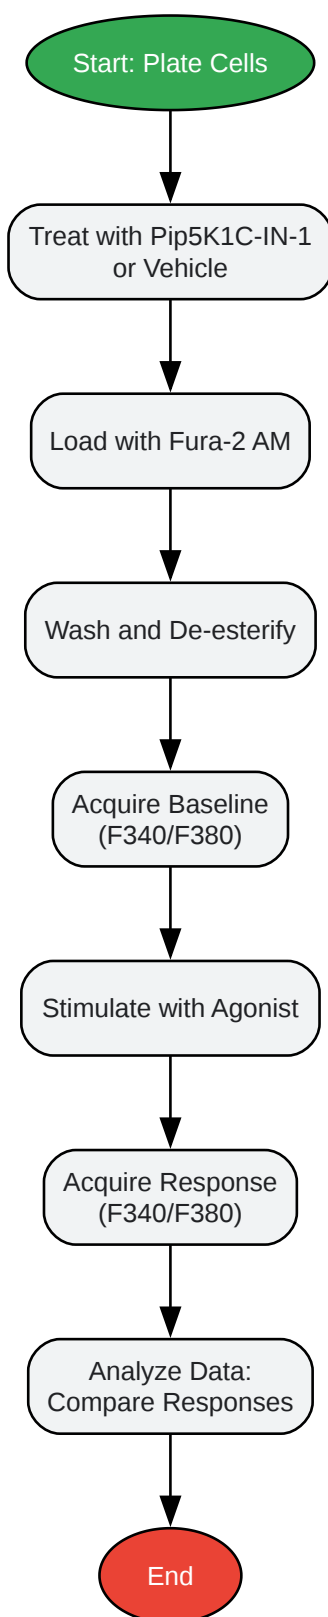 Start: Plate Cells
Treat with Pip5K1C-IN-1
or Vehicle
Load with Fura-2 AM
Wash and De-esterify
Acquire Baseline
(F340/F380)
Stimulate with Agonist
Acquire Response
(F340/F380)
Analyze Data:
Compare Responses
End